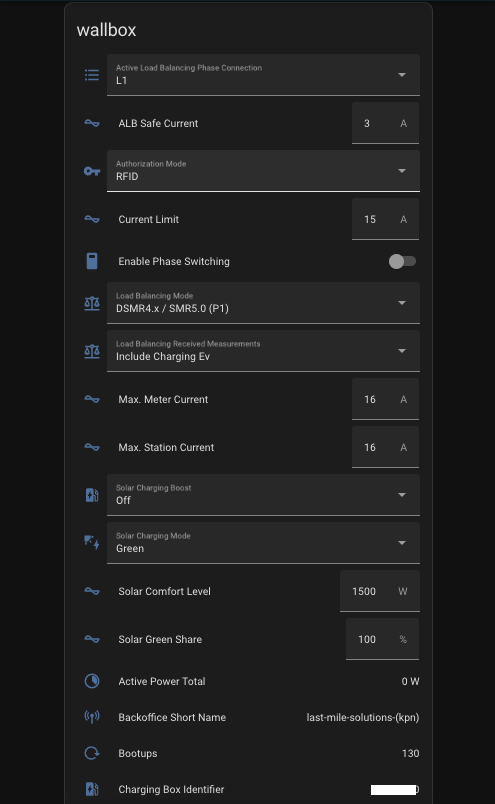 wallbox
Active Load Balancing Phase Connection
L1
ALB Safe Current 3 A
Authorization Mode
RFID
Current Limit 15 A
Enable Phase Switching
Load Balancing Mode
DSMR4.x / SMR5.0 (P1)
Load Balancing Received Measurements
Include Charging Ev
Max. Meter Current 16 A
Max. Station Current 16 A
Solar Charging Boost
Off
Solar Charging Mode
Green
Solar Comfort Level 1500 W
Solar Green Share 100 %
Active Power Total 0 W
Backoffice Short Name last-mile-solutions-(kpn)
Bootups 130
Charging Box Identifier